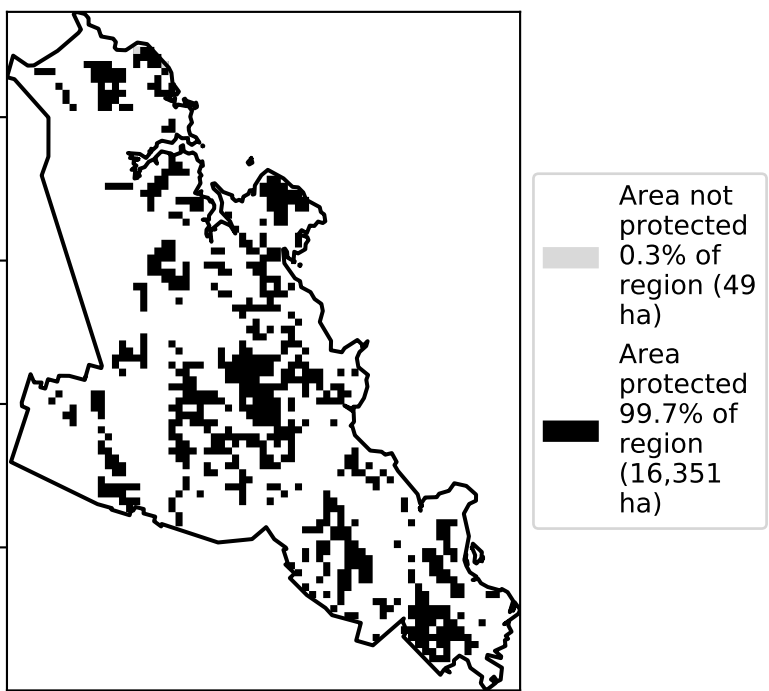 Area not
protected
0.3% of
region (49
ha)
Area
protected
99.7% of
region
(16,351
ha)